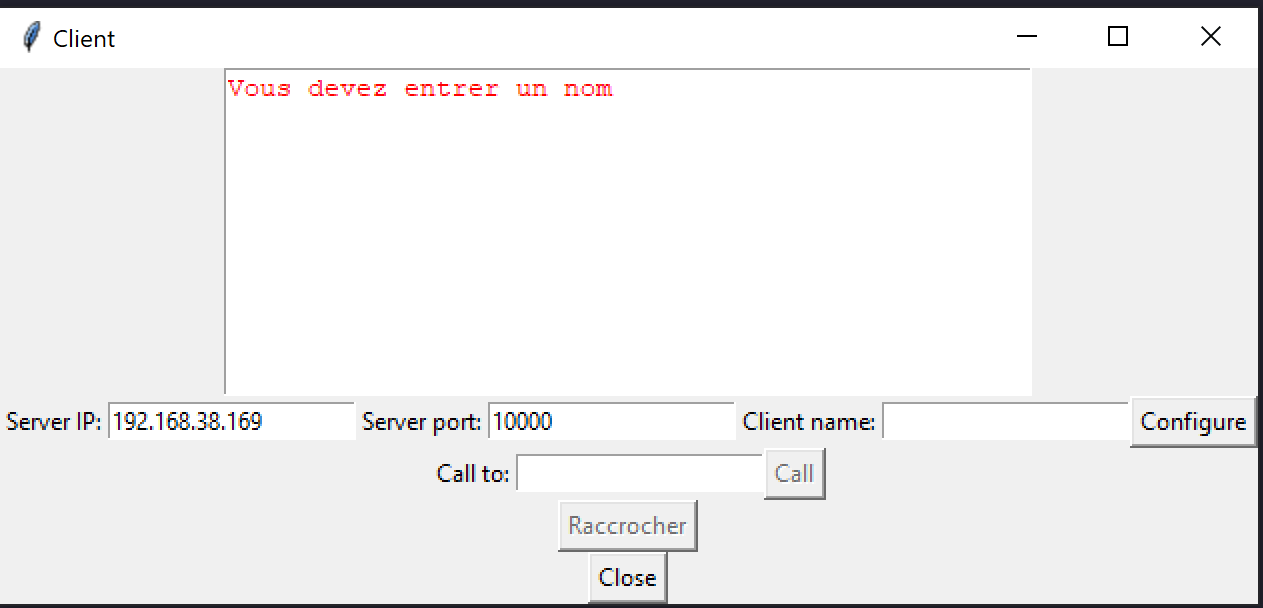 Client
Vous devez entrer un nom
Server IP: 192.168.38.169 Server port: 10000 Client name: Configure
Call to: Call
Raccrocher
Close